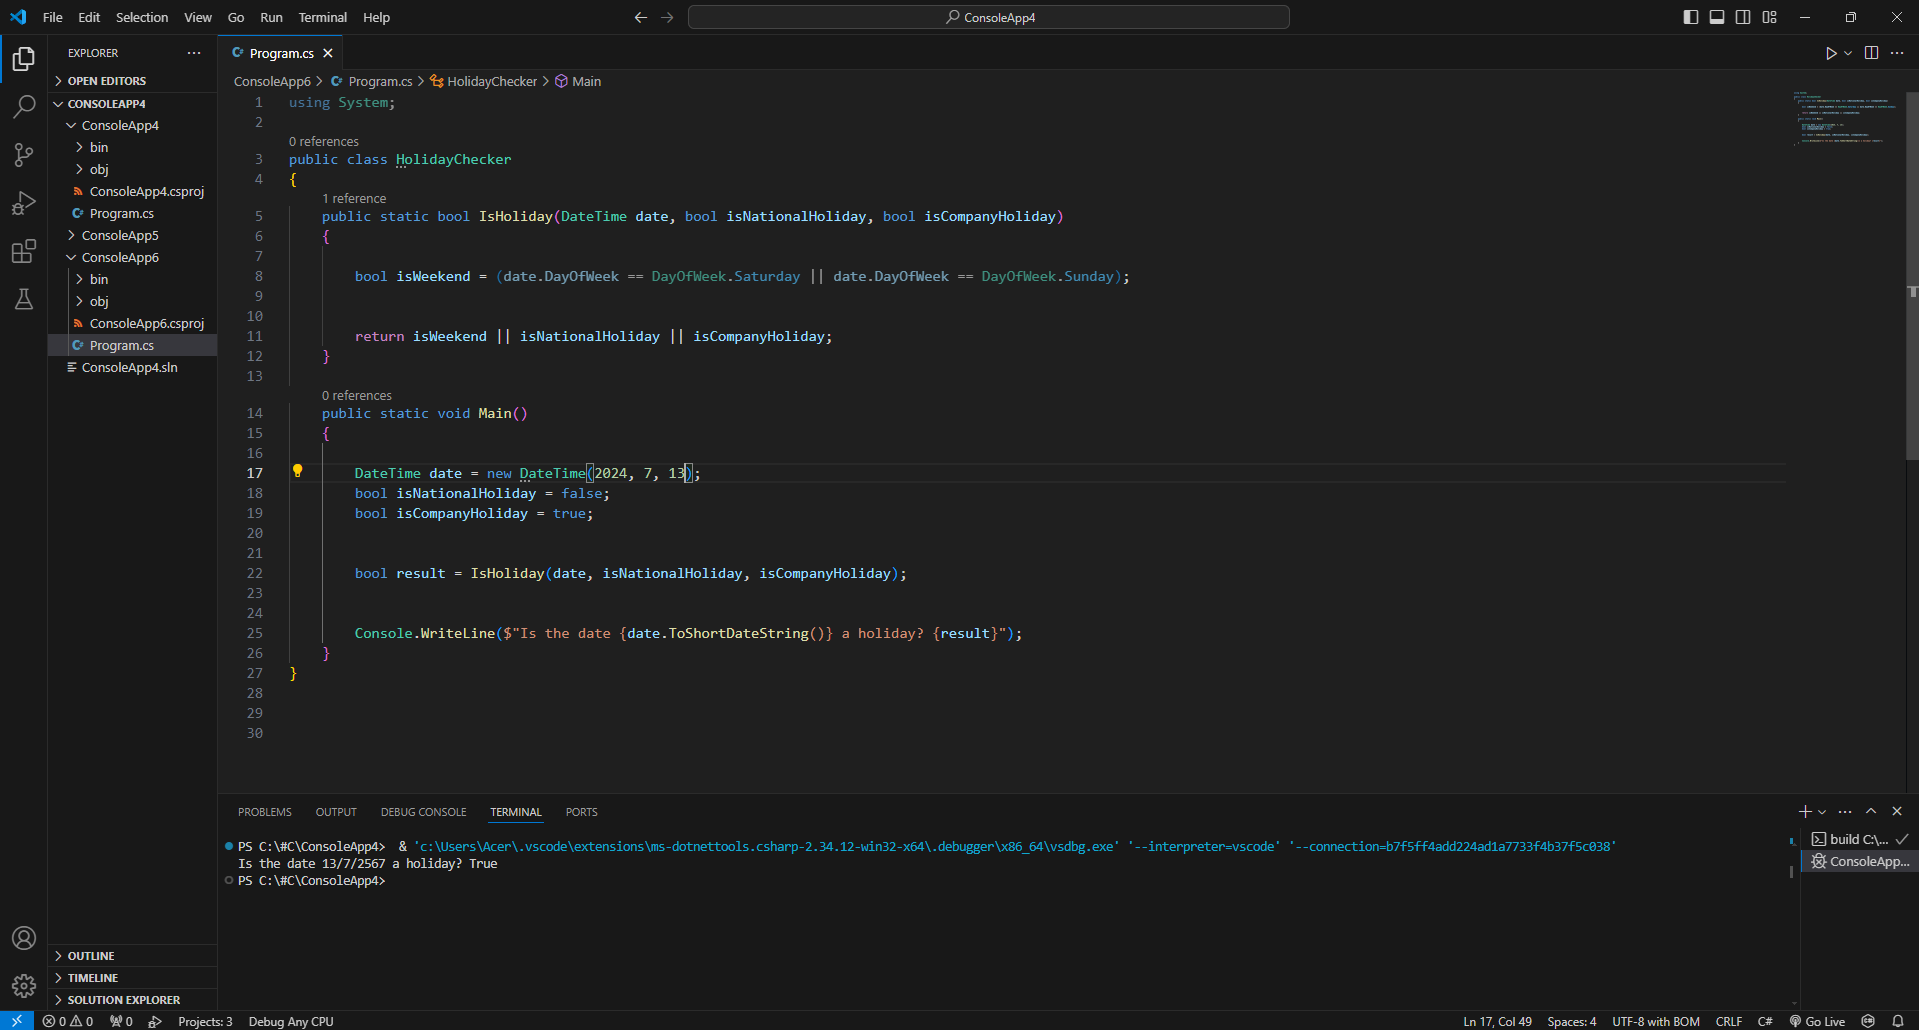 File Edit Selection View Go Run Terminal Help
ConsoleApp4
EXPLORER
OPEN EDITORS
CONSOLEAPP4
ConsoleApp4
bin
obj
ConsoleApp4.csproj
Program.cs
ConsoleApp5
ConsoleApp6
bin
obj
ConsoleApp6.csproj
Program.cs
ConsoleApp4.sln
OUTLINE
TIMELINE
SOLUTION EXPLORER
Program.cs
ConsoleApp6 > Program.cs > HolidayChecker > Main
1 using System;
2
0 references
3 public class HolidayChecker
4 {
1 reference
5 public static bool IsHoliday(DateTime date, bool isNationalHoliday, bool isCompanyHoliday)
6 {
7
8 bool isWeekend = (date.DayOfWeek == DayOfWeek.Saturday || date.DayOfWeek == DayOfWeek.Sunday);
9
10
11 return isWeekend || isNationalHoliday || isCompanyHoliday;
12 }
13
0 references
14 public static void Main()
15 {
16
17 DateTime date = new DateTime(2024, 7, 13);
18 bool isNationalHoliday = false;
19 bool isCompanyHoliday = true;
20
21
22 bool result = IsHoliday(date, isNationalHoliday, isCompanyHoliday);
23
24
25 Console.WriteLine($"Is the date {date.ToShortDateString()} a holiday? {result}");
26 }
27 }
28
29
30
PROBLEMS OUTPUT DEBUG CONSOLE TERMINAL PORTS
PS C:\#C\ConsoleApp4> & 'c:\Users\Acer\.vscode\extensions\ms-dotnettools.csharp-2.34.12-win32-x64\.debugger\x86_64\vsdbg.exe' '--interpreter=vscode' '--connection=b7f5ff4add224ad1a7733f4b37f5c038'
Is the date 13/7/2567 a holiday? True
PS C:\#C\ConsoleApp4>
build C:\...
ConsoleApp...
0 0 0 Projects: 3 Debug Any CPU Ln 17, Col 49 Spaces: 4 UTF-8 with BOM CRLF C# Go Live